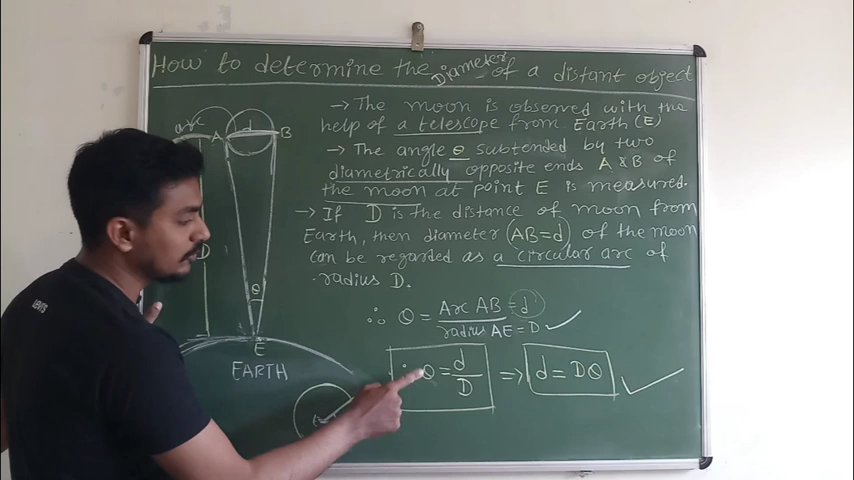 How to determine the Diameter of a distant object
→ The moon is observed with the
help of a telescope from Earth (E)
→ The angle θ subtended by two
diametrically opposite ends A & B of
the moon at point E is measured.
→ If D is the distance of moon from
Earth, then diameter (AB=d) of the moon
can be regarded as a circular arc of
radius D.
∴ θ = Arc AB = d
radius AE = D
∴ θ = d/D ⇒ d = Dθ
arc
A d B
D
θ
E
EARTH
LEVIS